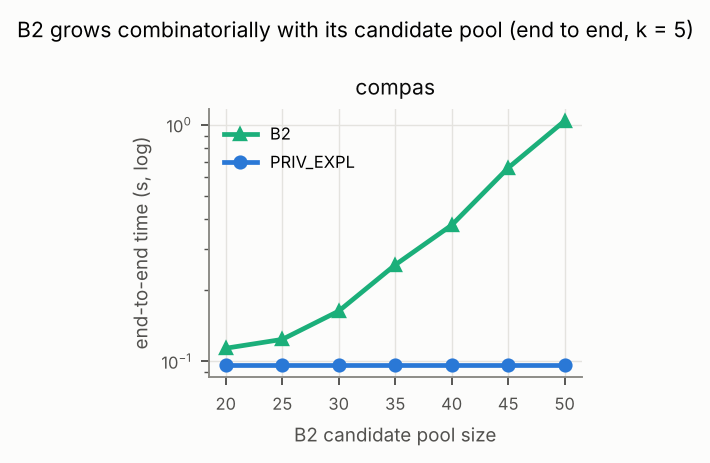 B2 grows combinatorially with its candidate pool (end to end, k = 5)
compas
end-to-end time (s, log)
10⁰
10⁻¹
B2
PRIV_EXPL
20 25 30 35 40 45 50
B2 candidate pool size